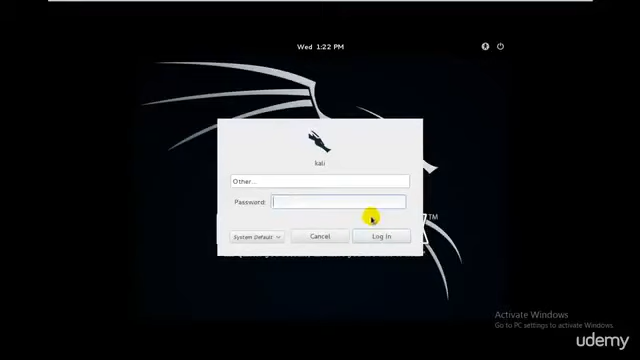 Wed 1:22 PM
kali
Other...
Password:
System Default
Cancel
Log In
TM
Activate Windows
Go to PC settings to activate Windows.
udemy